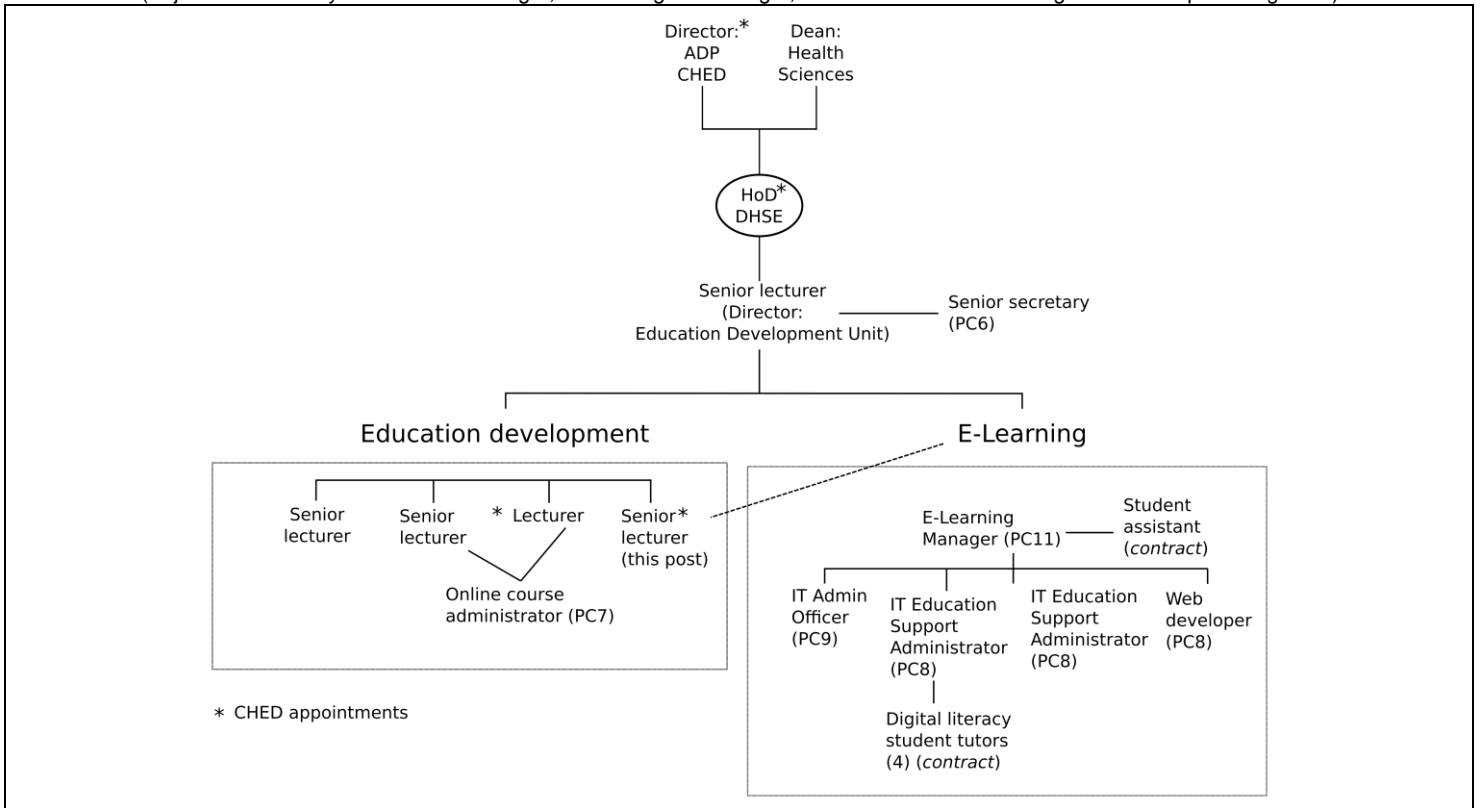 Director:*
ADP
CHED
Dean:
Health
Sciences
HoD*
DHSE
Senior lecturer
(Director:
Education Development Unit)
Senior secretary
(PC6)
Education development
E-Learning
Senior
lecturer
Senior
lecturer
* Lecturer
Senior*
lecturer
(this post)
Online course
administrator (PC7)
E-Learning
Manager (PC11)
Student
assistant
(contract)
IT Admin
Officer
(PC9)
IT Education
Support
Administrator
(PC8)
IT Education
Support
Administrator
(PC8)
Web
developer
(PC8)
Digital literacy
student tutors
(4) (contract)
* CHED appointments